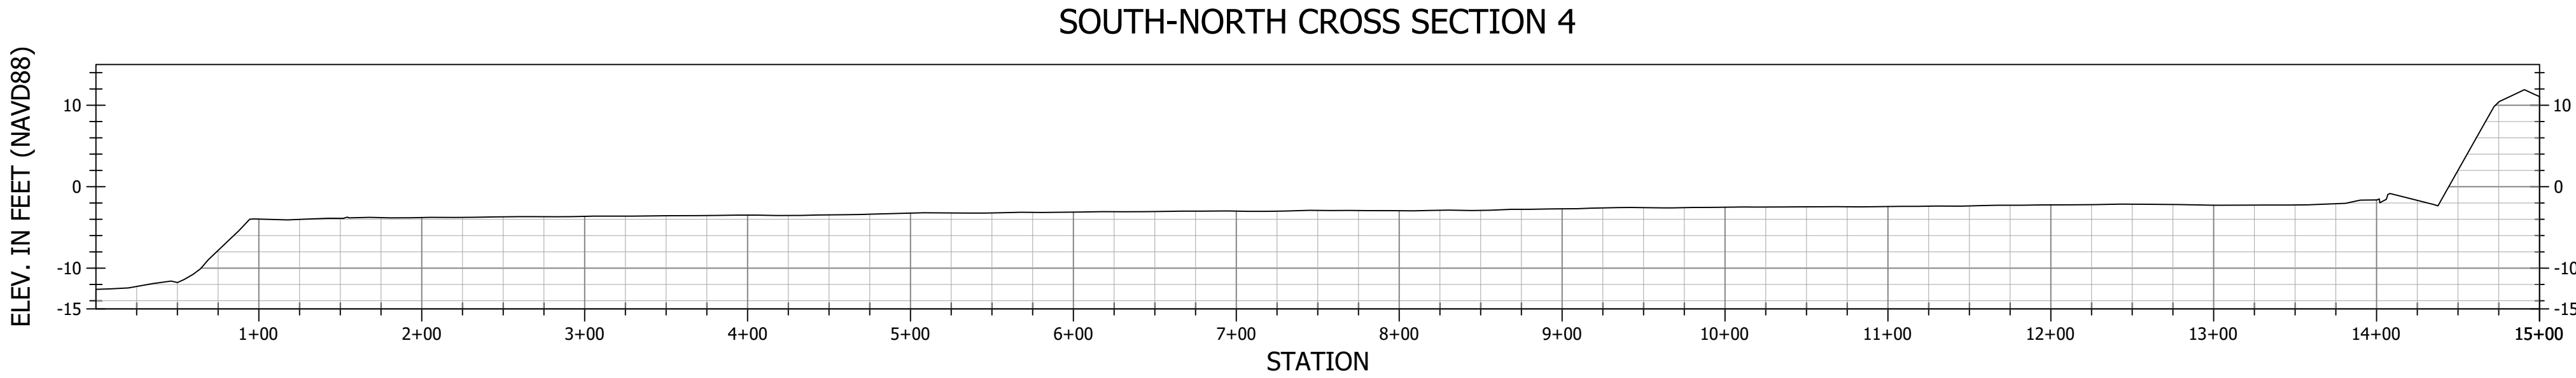 SOUTH-NORTH CROSS SECTION 4
ELEV. IN FEET (NAVD88)
10 10
0 0
-10 -10
-15 -15
1+00 2+00 3+00 4+00 5+00 6+00 7+00 8+00 9+00 10+00 11+00 12+00 13+00 14+00 15+00
STATION